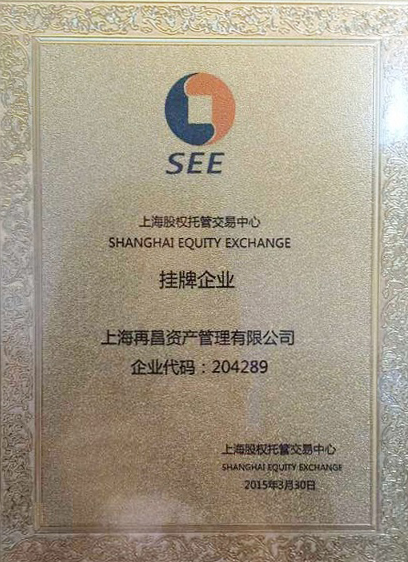 SEE
上海股权托管交易中心
SHANGHAI EQUITY EXCHANGE
挂牌企业
上海再昌资产管理有限公司
企业代码：204289
上海股权托管交易中心
SHANGHAI EQUITY EXCHANGE
2015年3月30日